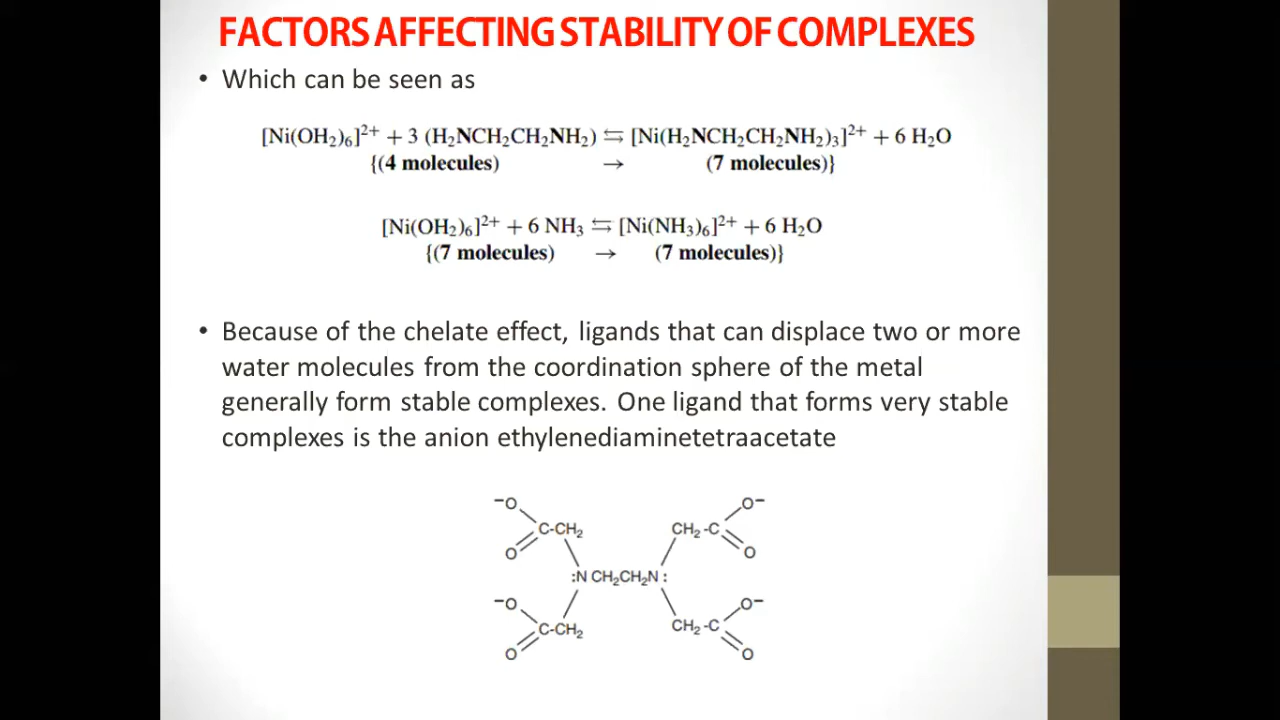 FACTORS AFFECTING STABILITY OF COMPLEXES
• Which can be seen as
[Ni(OH₂)₆]²⁺ + 3 (H₂NCH₂CH₂NH₂) ⇆ [Ni(H₂NCH₂CH₂NH₂)₃]²⁺ + 6 H₂O
{(4 molecules) → (7 molecules)}
[Ni(OH₂)₆]²⁺ + 6 NH₃ ⇆ [Ni(NH₃)₆]²⁺ + 6 H₂O
{(7 molecules) → (7 molecules)}
• Because of the chelate effect, ligands that can displace two or more
water molecules from the coordination sphere of the metal
generally form stable complexes. One ligand that forms very stable
complexes is the anion ethylenediaminetetraacetate
⁻O O⁻
C-CH₂ CH₂-C
O O
:N CH₂CH₂N:
⁻O O⁻
C-CH₂ CH₂-C
O O